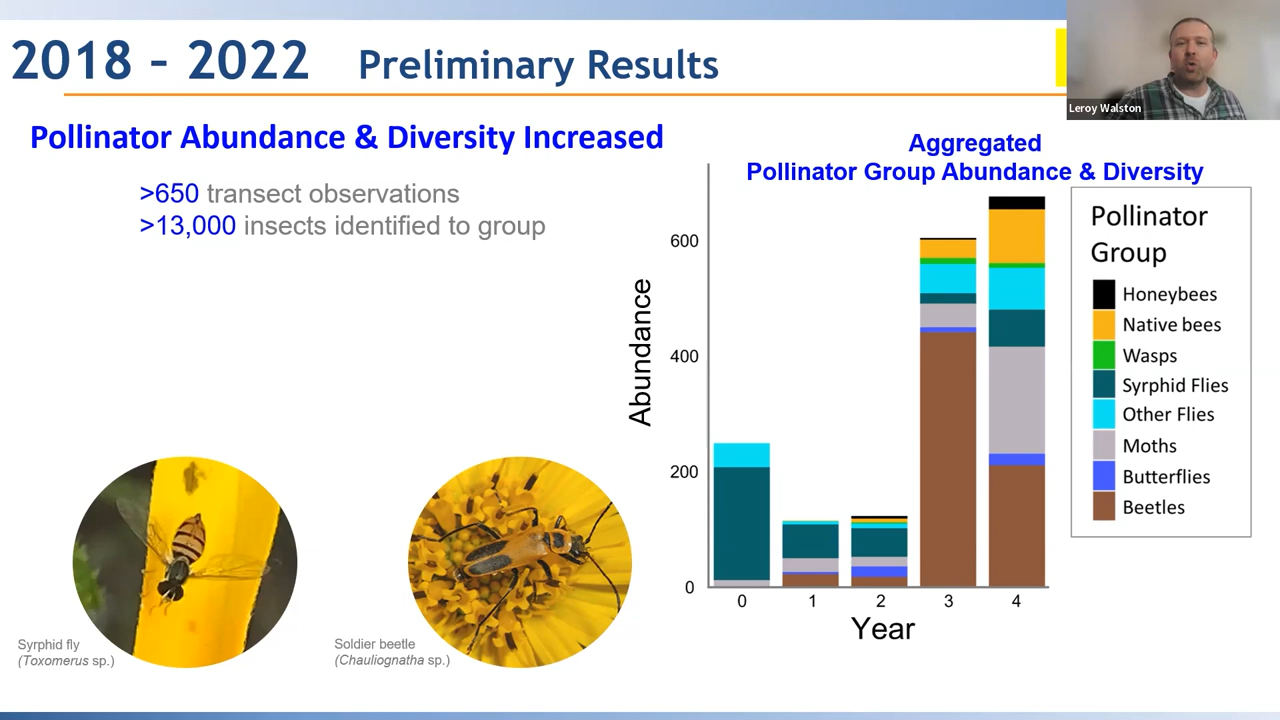 2018 – 2022 Preliminary Results
Leroy Walston
Pollinator Abundance & Diversity Increased
>650 transect observations
>13,000 insects identified to group
Syrphid fly
(Toxomerus sp.)
Soldier beetle
(Chauliognatha sp.)
Aggregated
Pollinator Group Abundance & Diversity
Abundance
600
400
200
0
0 1 2 3 4
Year
Pollinator
Group
Honeybees
Native bees
Wasps
Syrphid Flies
Other Flies
Moths
Butterflies
Beetles